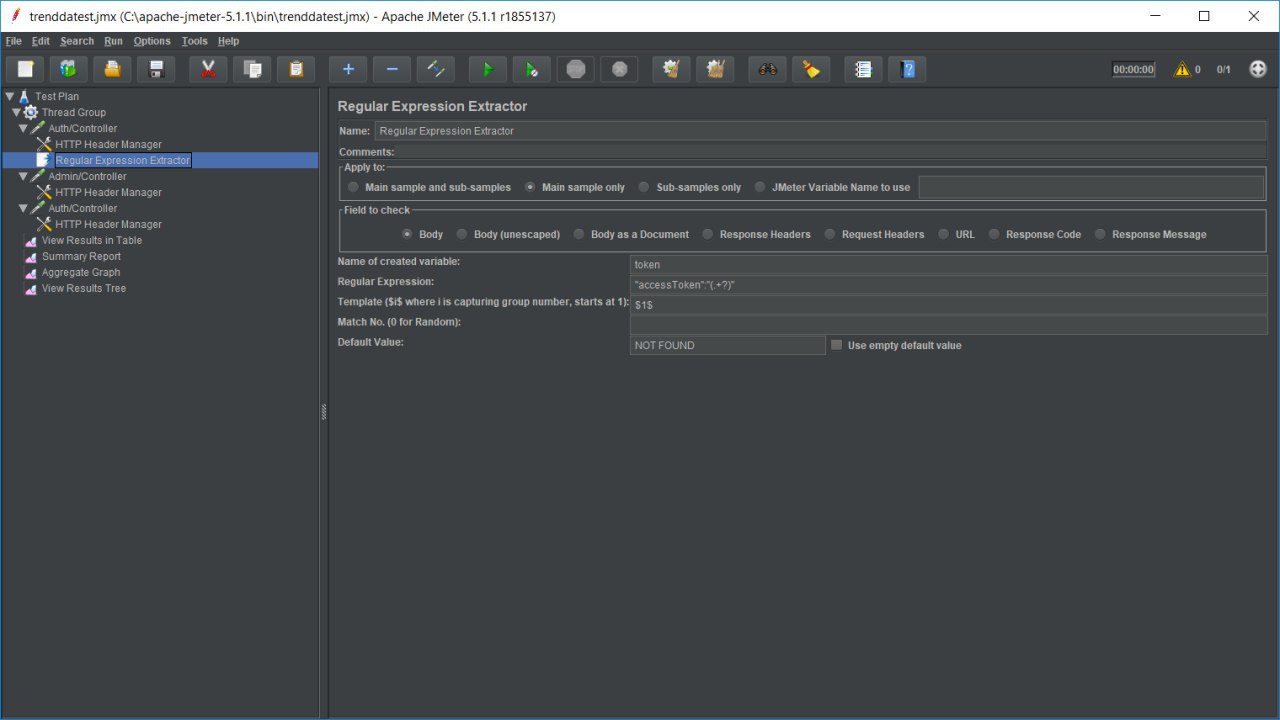 trenddatest.jmx (C:\apache-jmeter-5.1.1\bin\trenddatest.jmx) - Apache JMeter (5.1.1 r1855137)
File Edit Search Run Options Tools Help
00:00:00 0 0/1
Test Plan
Thread Group
Auth/Controller
HTTP Header Manager
Regular Expression Extractor
Admin/Controller
HTTP Header Manager
Auth/Controller
HTTP Header Manager
View Results in Table
Summary Report
Aggregate Graph
View Results Tree
Regular Expression Extractor
Name: Regular Expression Extractor
Comments:
Apply to:
Main sample and sub-samples Main sample only Sub-samples only JMeter Variable Name to use
Field to check
Body Body (unescaped) Body as a Document Response Headers Request Headers URL Response Code Response Message
Name of created variable: token
Regular Expression: "accessToken":"(.+?)"
Template ($i$ where i is capturing group number, starts at 1): $1$
Match No. (0 for Random):
Default Value: NOT FOUND Use empty default value